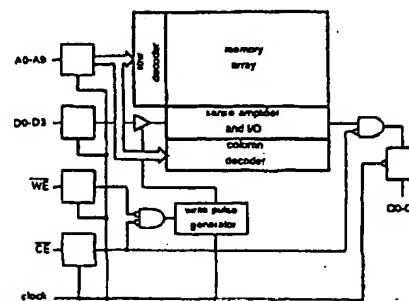 row
decoder
memory
array
A0-A9
D0-D3
sense amplifier
and I/O
column
decoder
WE
write pulse
generator
CE
clock